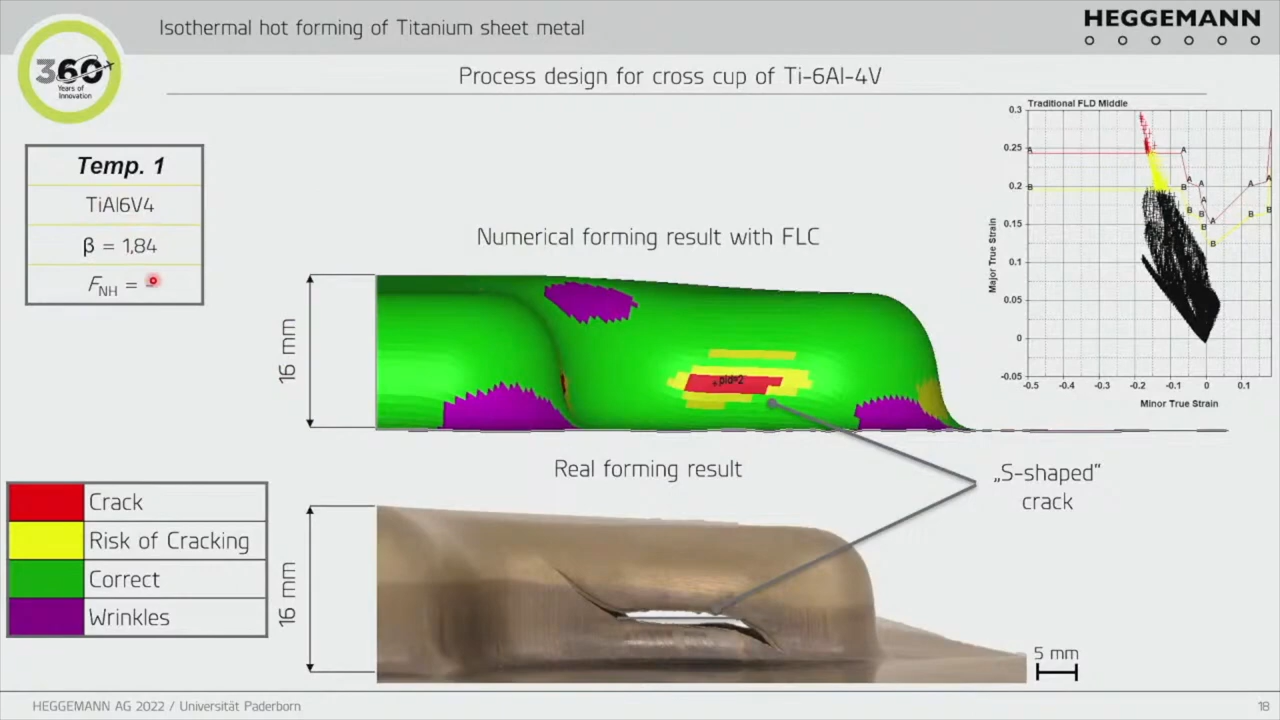 Isothermal hot forming of Titanium sheet metal
HEGGEMANN
360
Years of
Innovation
Process design for cross cup of Ti-6Al-4V
Temp. 1
TiAl6V4
β = 1,84
FNH =
Numerical forming result with FLC
16 mm
pid=2
Traditional FLD Middle
0.3
0.25
0.2
0.15
0.1
0.05
0
-0.05
-0.5
-0.4
-0.3
-0.2
-0.1
0
0.1
Major True Strain
Minor True Strain
A
A
A
A
A
A
A
A
B
B
B
B
B
B
B
B
Real forming result
„S-shaped“
crack
Crack
Risk of Cracking
Correct
Wrinkles
16 mm
5 mm
HEGGEMANN AG 2022 / Universität Paderborn
18